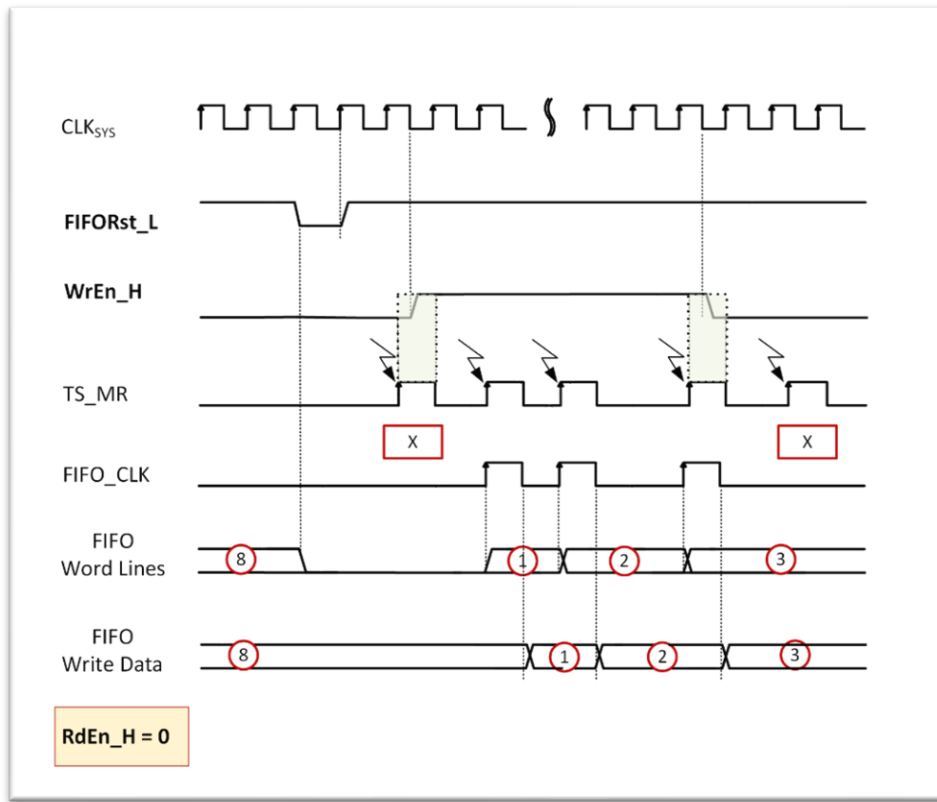 CLKSYS
FIFORst_L
WrEn_H
TS_MR
X X
FIFO_CLK
FIFO
Word Lines
8 1 2 3
FIFO
Write Data
8 1 2 3
RdEn_H = 0